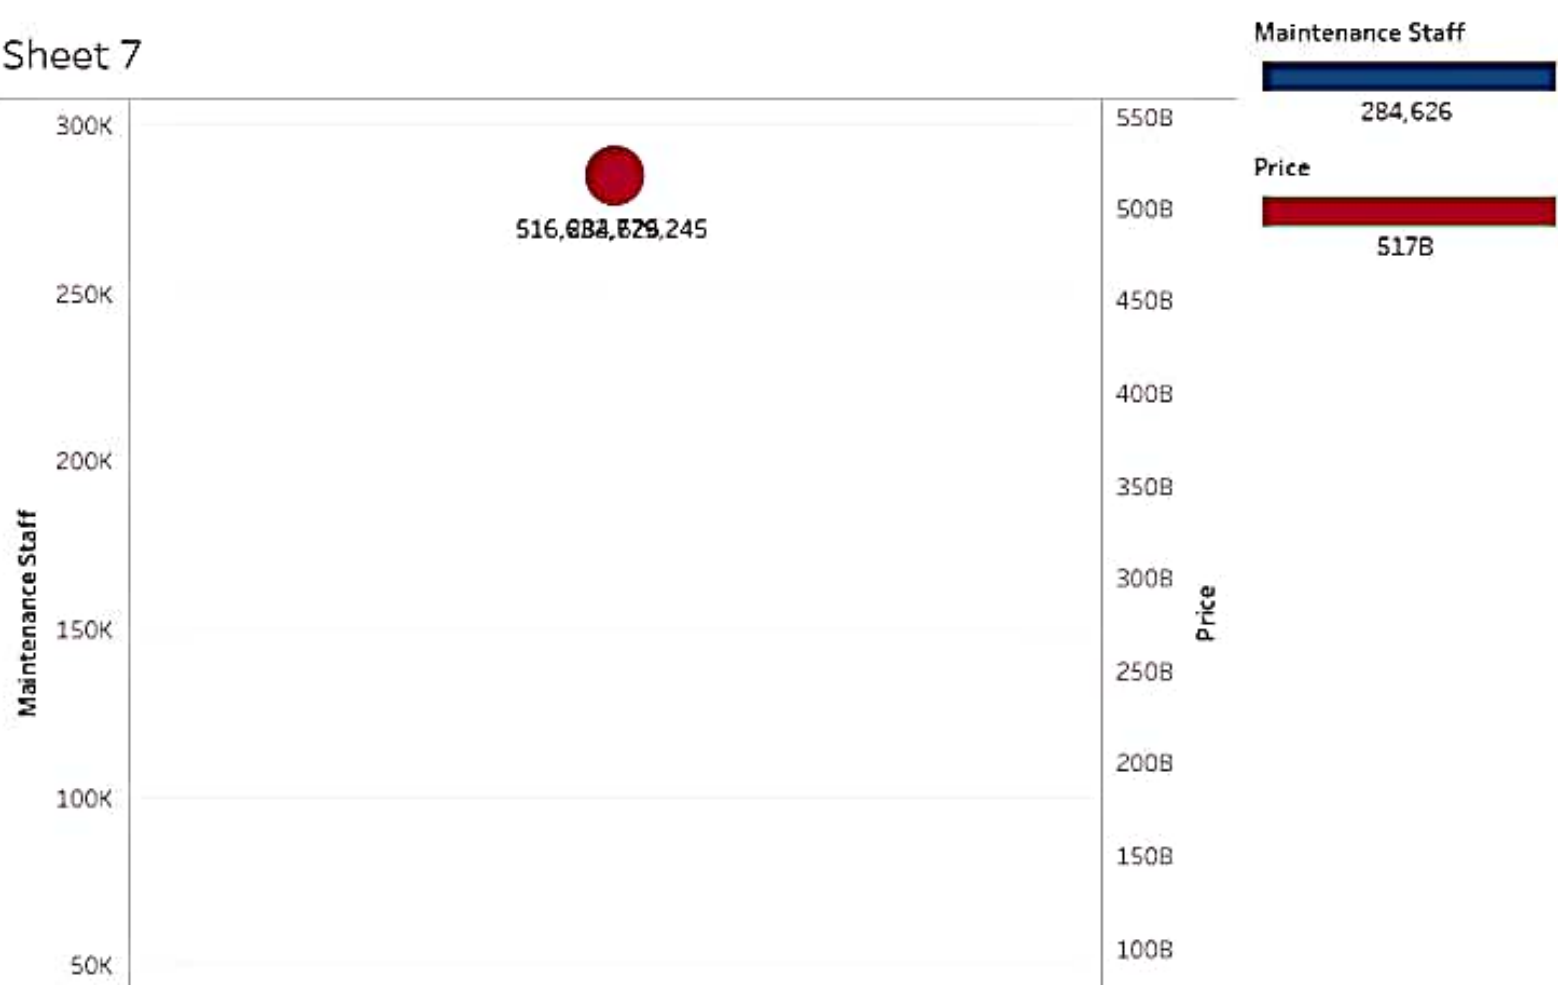 Sheet 7
Maintenance Staff
284,626
Price
517B
300K
250K
200K
150K
100K
50K
Maintenance Staff
550B
500B
450B
400B
350B
300B
250B
200B
150B
100B
Price